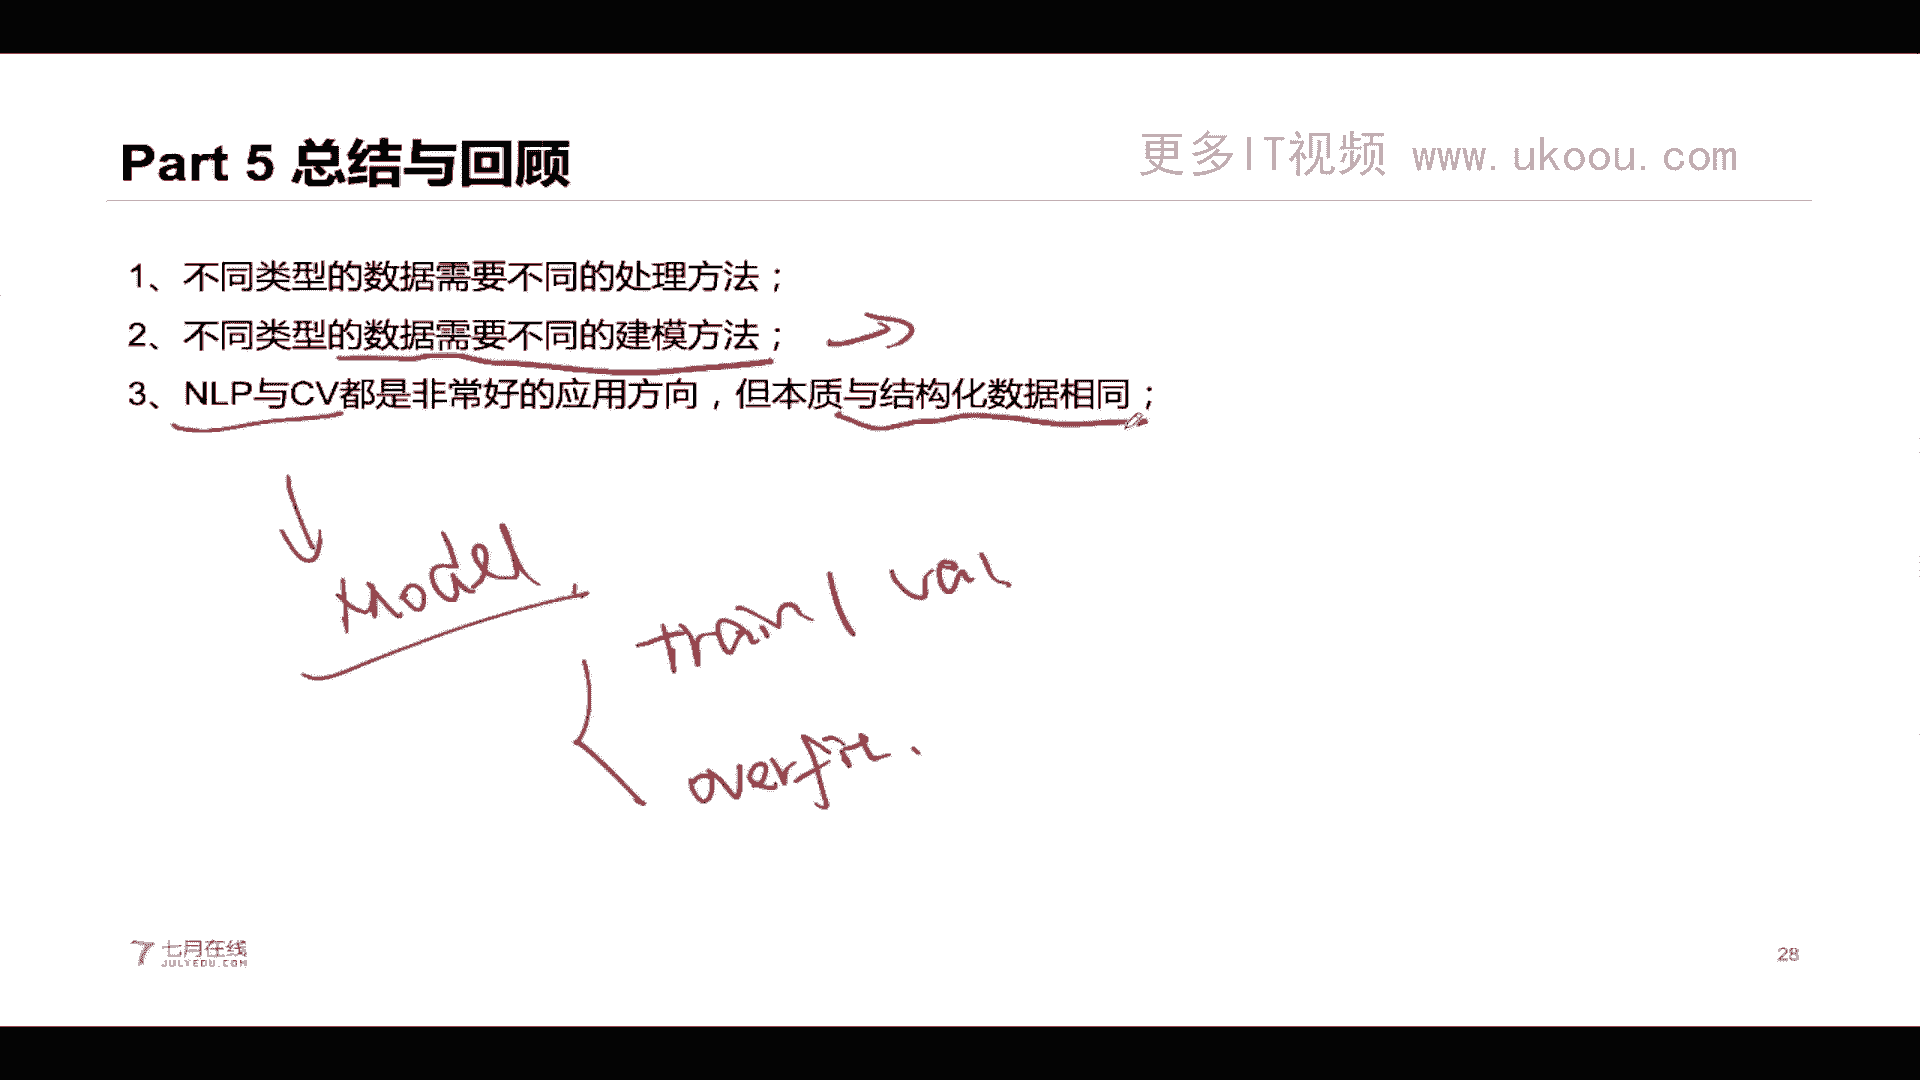 Part 5 总结与回顾
更多IT视频 www.ukoou.com
1、不同类型的数据需要不同的处理方法；
2、不同类型的数据需要不同的建模方法；
3、NLP与CV都是非常好的应用方向，但本质与结构化数据相同；
Model
train / val
overfit.
七月在线
JULYEDU.COM
28